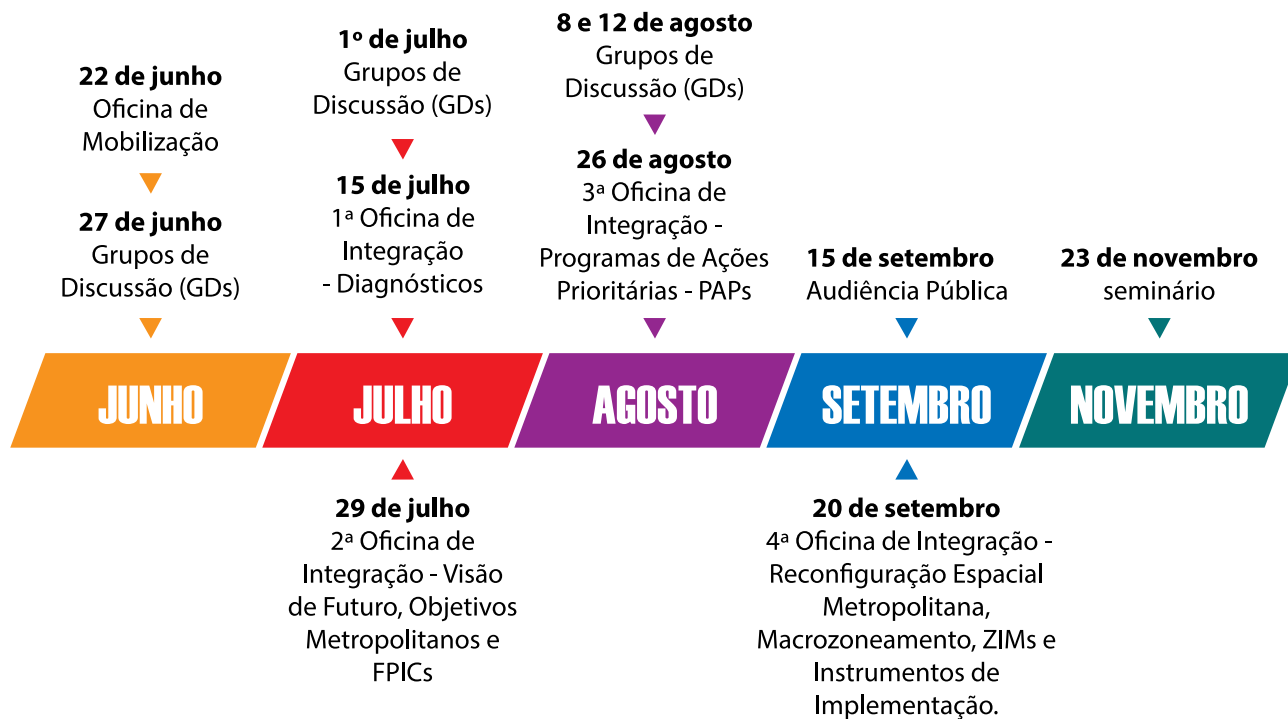 22 de junho
Oficina de
Mobilização
27 de junho
Grupos de
Discussão (GDs)
1º de julho
Grupos de
Discussão (GDs)
15 de julho
1ª Oficina de
Integração
- Diagnósticos
8 e 12 de agosto
Grupos de
Discussão (GDs)
26 de agosto
3ª Oficina de
Integração -
Programas de Ações
Prioritárias - PAPs
15 de setembro
Audiência Pública
23 de novembro
seminário
JUNHO
JULHO
AGOSTO
SETEMBRO
NOVEMBRO
29 de julho
2ª Oficina de
Integração - Visão
de Futuro, Objetivos
Metropolitanos e
FPICs
20 de setembro
4ª Oficina de Integração -
Reconfiguração Espacial
Metropolitana,
Macrozoneamento, ZIMs e
Instrumentos de
Implementação.